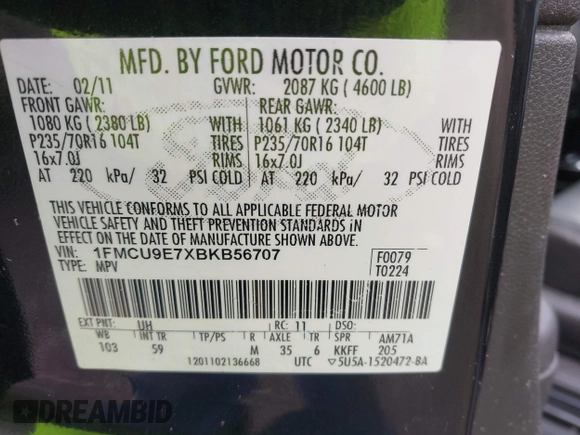 MFD. BY FORD MOTOR CO.
DATE: 02/11 GVWR: 2087 KG ( 4600 LB)
FRONT GAWR: REAR GAWR:
1080 KG ( 2380 LB) 1061 KG ( 2340 LB)
P235/70R16 104T TIRES P235/70R16 104T TIRES
16x7.0J RIMS 16x7.0J RIMS
AT 220 kPa/ 32 PSI COLD AT 220 kPa/ 32 PSI COLD
THIS VEHICLE CONFORMS TO ALL APPLICABLE FEDERAL MOTOR
VEHICLE SAFETY AND THEFT PREVENTION STANDARDS IN
EFFECT ON THE DATE OF MANUFACTURE SHOWN ABOVE.
VIN: 1FMCU9E7XBKB56707 F0079
TYPE: MPV T0224
EXT PNT: UH RC: 11 DSO:
WB INT TR TP/PS R AXLE TR SPR AM71A
103 59 M 35 6 KKFF 205
1201102136668 UTC ▽5U5A-1520472-BA
DREAMBID